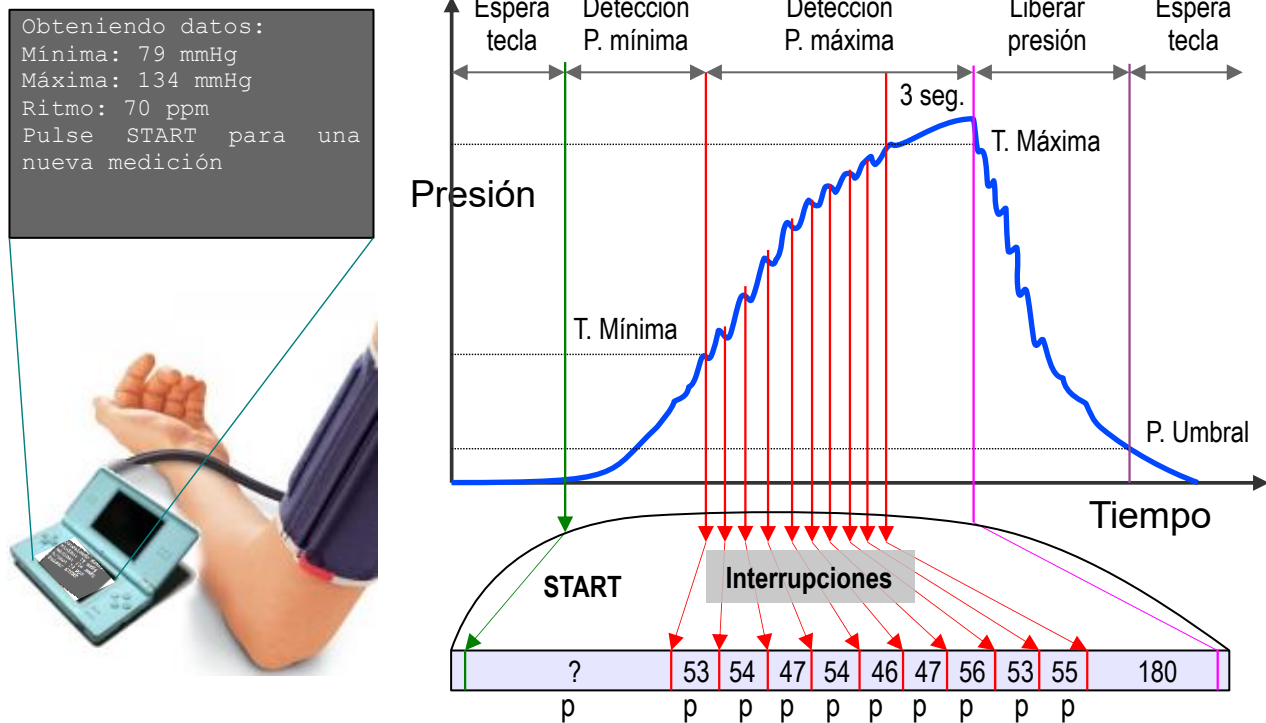 Obteniendo datos:
Mínima: 79 mmHg
Máxima: 134 mmHg
Ritmo: 70 ppm
Pulse START para una
nueva medición
Espera
tecla
Detección
P. mínima
Detección
P. máxima
Liberar
presión
Espera
tecla
3 seg.
T. Máxima
Presión
T. Mínima
P. Umbral
Tiempo
START
Interrupciones
? 53 54 47 54 46 47 56 53 55 180
p p p p p p p p p p p